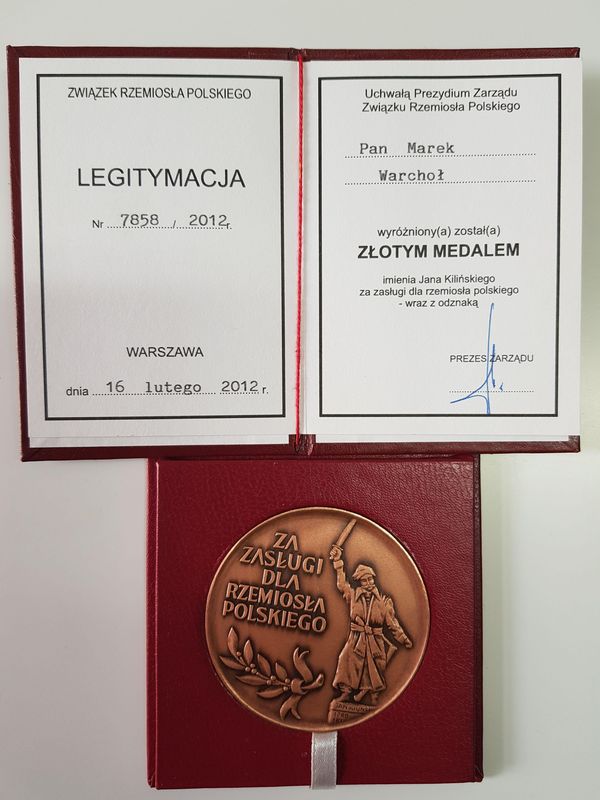 ZWIĄZEK RZEMIOSŁA POLSKIEGO
LEGITYMACJA
Nr 7858 / 2012 r.
WARSZAWA
dnia 16 lutego 2012 r.
Uchwałą Prezydium Zarządu
Związku Rzemiosła Polskiego
Pan Marek
Warchoł
wyróżniony(a) został(a)
ZŁOTYM MEDALEM
imienia Jana Kilińskiego
za zasługi dla rzemiosła polskiego
- wraz z odznaką
PREZES ZARZĄDU
ZA
ZASŁUGI
DLA
RZEMIOSŁA
POLSKIEGO